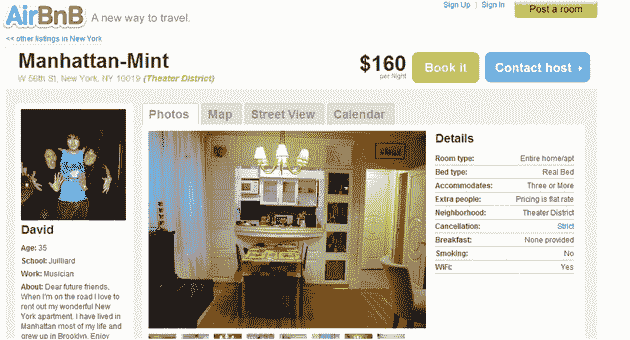 AirBnB A new way to travel.
Sign Up | Sign In
Post a room
<< other listings in New York
Manhattan-Mint
W 56th St, New York, NY 10019 (Theater District)
$160
per Night
Book it
Contact host
Photos
Map
Street View
Calendar
David
Age: 35
School: Juilliard
Work: Musician
About: Dear future friends,
When I'm on the road I love to
rent out my wonderful New
York apartment. I have lived in
Manhattan most of my life and
grew up in Brooklyn. Enjoy
Details
Room type: Entire home/apt
Bed type: Real Bed
Accommodates: Three or More
Extra people: Pricing is flat rate
Neighborhood: Theater District
Cancellation: Strict
Breakfast: None provided
Smoking: No
WiFi: Yes